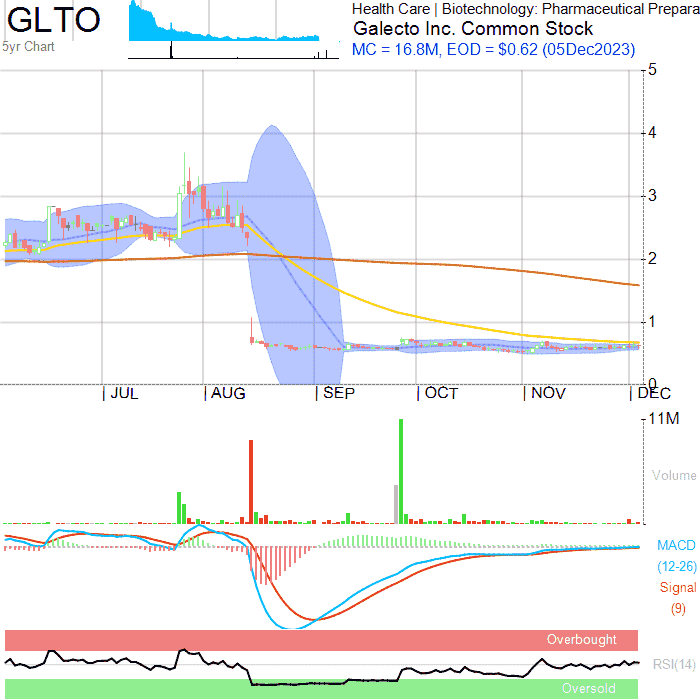 GLTO
5yr Chart
Health Care | Biotechnology: Pharmaceutical Prepara
Galecto Inc. Common Stock
MC = 16.8M, EOD = $0.62 (05Dec2023)
5
4
3
2
1
0
JUL
AUG
SEP
OCT
NOV
DEC
11M
Volume
MACD
(12-26)
Signal
(9)
Overbought
RSI(14)
Oversold